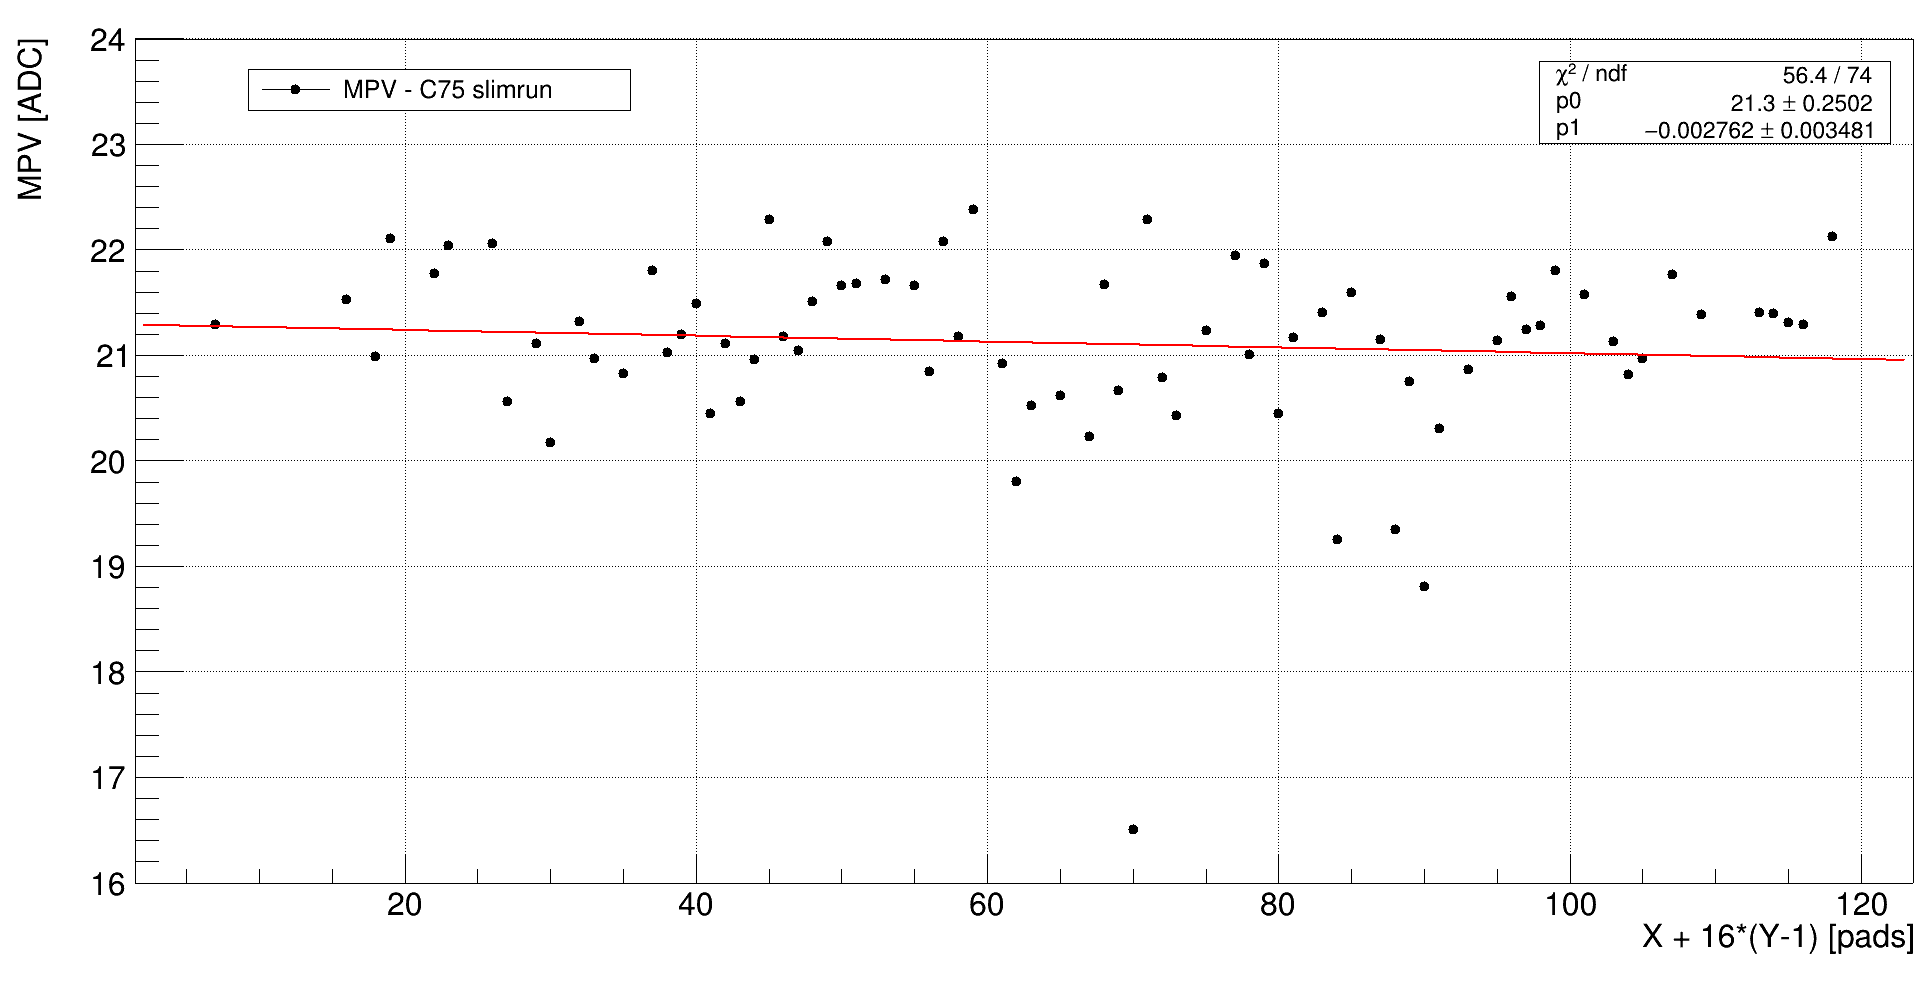 MPV [ADC]
24
23
22
21
20
19
18
17
16
MPV - C75 slimrun
χ² / ndf 56.4 / 74
p0 21.3 ± 0.2502
p1 −0.002762 ± 0.003481
20 40 60 80 100 120
X + 16*(Y-1) [pads]